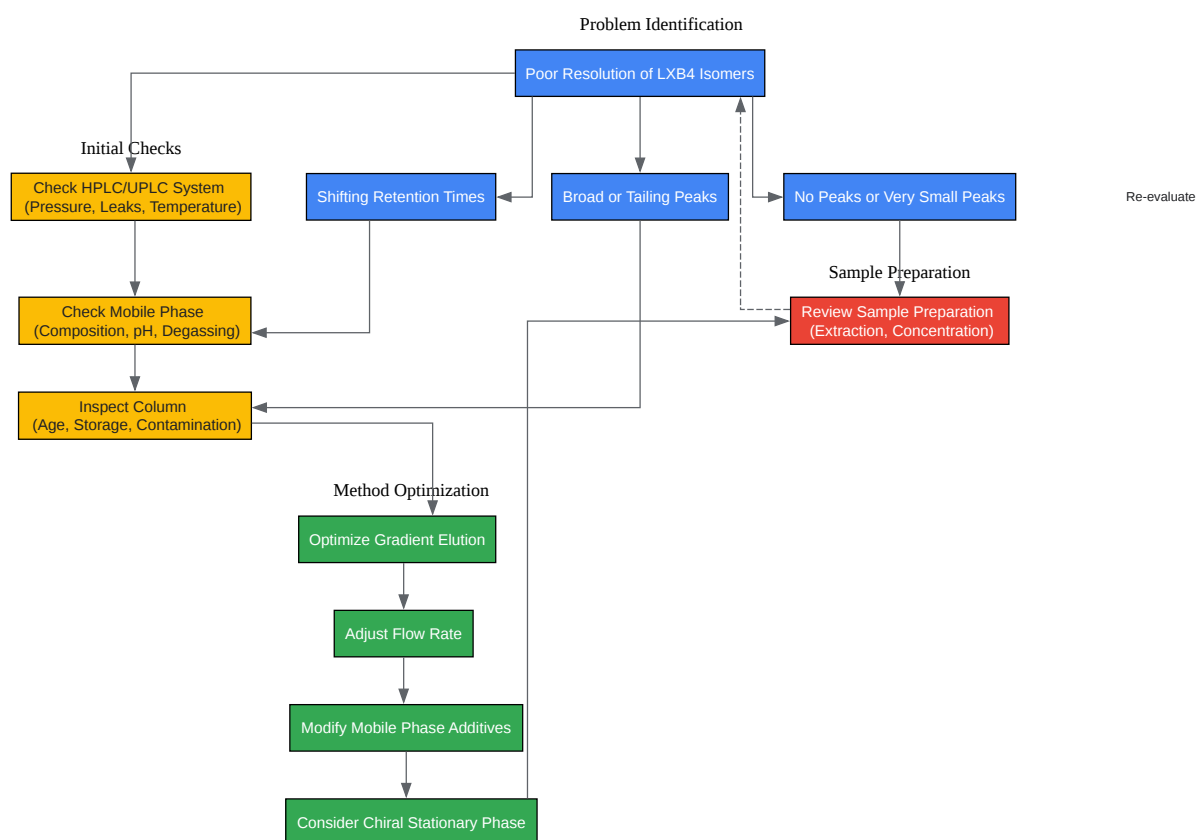 Problem Identification
Poor Resolution of LXB4 Isomers
Initial Checks
Check HPLC/UPLC System
(Pressure, Leaks, Temperature)
Shifting Retention Times
Broad or Tailing Peaks
No Peaks or Very Small Peaks
Re-evaluate
Sample Preparation
Check Mobile Phase
(Composition, pH, Degassing)
Review Sample Preparation
(Extraction, Concentration)
Inspect Column
(Age, Storage, Contamination)
Method Optimization
Optimize Gradient Elution
Adjust Flow Rate
Modify Mobile Phase Additives
Consider Chiral Stationary Phase